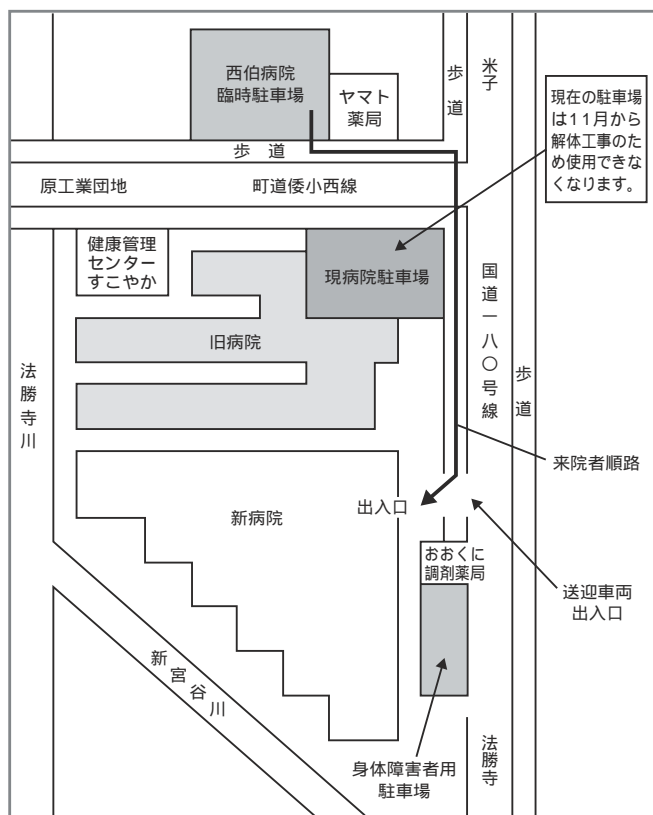 西伯病院
臨時駐車場
ヤマト
薬局
歩道
米子
現在の駐車場
は11月から
解体工事のた
め使用できな
くなります。
歩道
原工業団地
町道倭小西線
健康管理
センター
すこやか
現病院駐車場
旧病院
国道一八〇号線
歩道
法勝寺川
来院者順路
新病院
出入口
おおくに
調剤薬局
送迎車両
出入口
新宮谷川
身体障害者用
駐車場
法勝寺